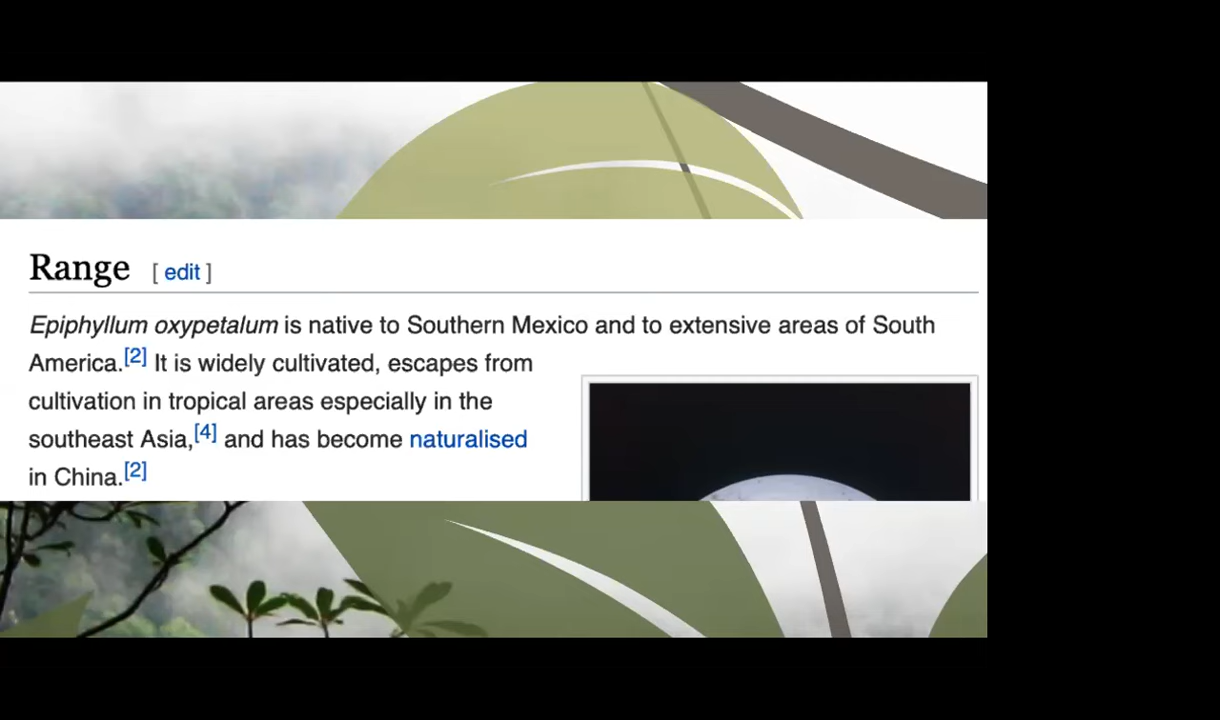 Range [ edit ]
Epiphyllum oxypetalum is native to Southern Mexico and to extensive areas of South
America.[2] It is widely cultivated, escapes from
cultivation in tropical areas especially in the
southeast Asia,[4] and has become naturalised
in China.[2]